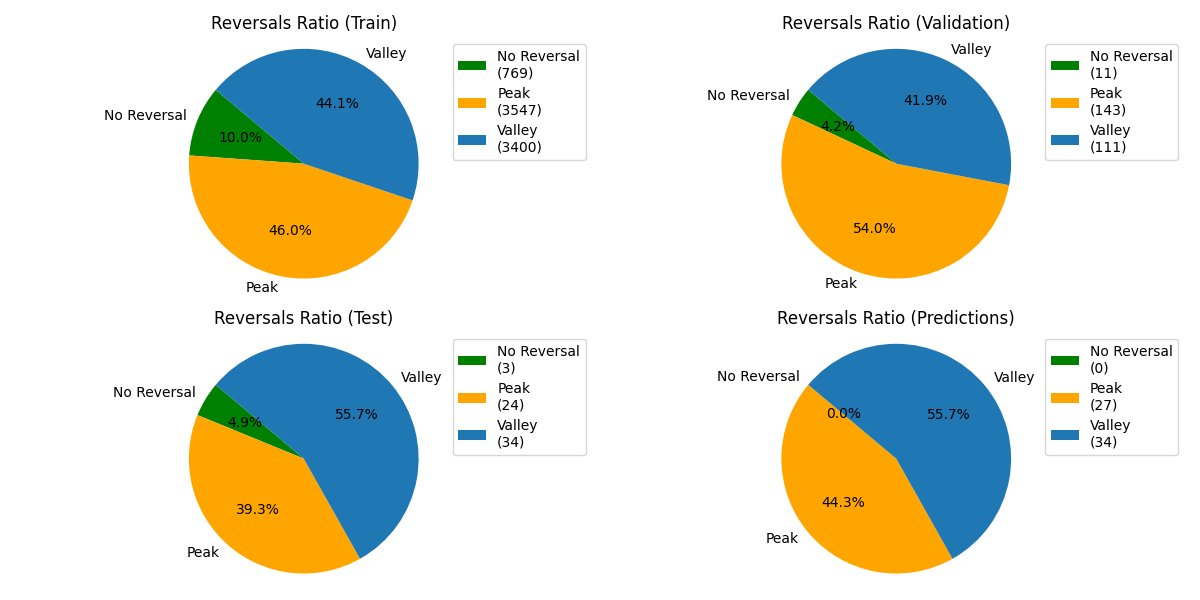 Reversals Ratio (Train)
Valley
No Reversal
44.1%
10.0%
46.0%
Peak
No Reversal
(769)
Peak
(3547)
Valley
(3400)
Reversals Ratio (Validation)
Valley
No Reversal
41.9%
4.2%
54.0%
Peak
No Reversal
(11)
Peak
(143)
Valley
(111)
Reversals Ratio (Test)
Valley
No Reversal
55.7%
4.9%
39.3%
Peak
No Reversal
(3)
Peak
(24)
Valley
(34)
Reversals Ratio (Predictions)
Valley
No Reversal
55.7%
0.0%
44.3%
Peak
No Reversal
(0)
Peak
(27)
Valley
(34)